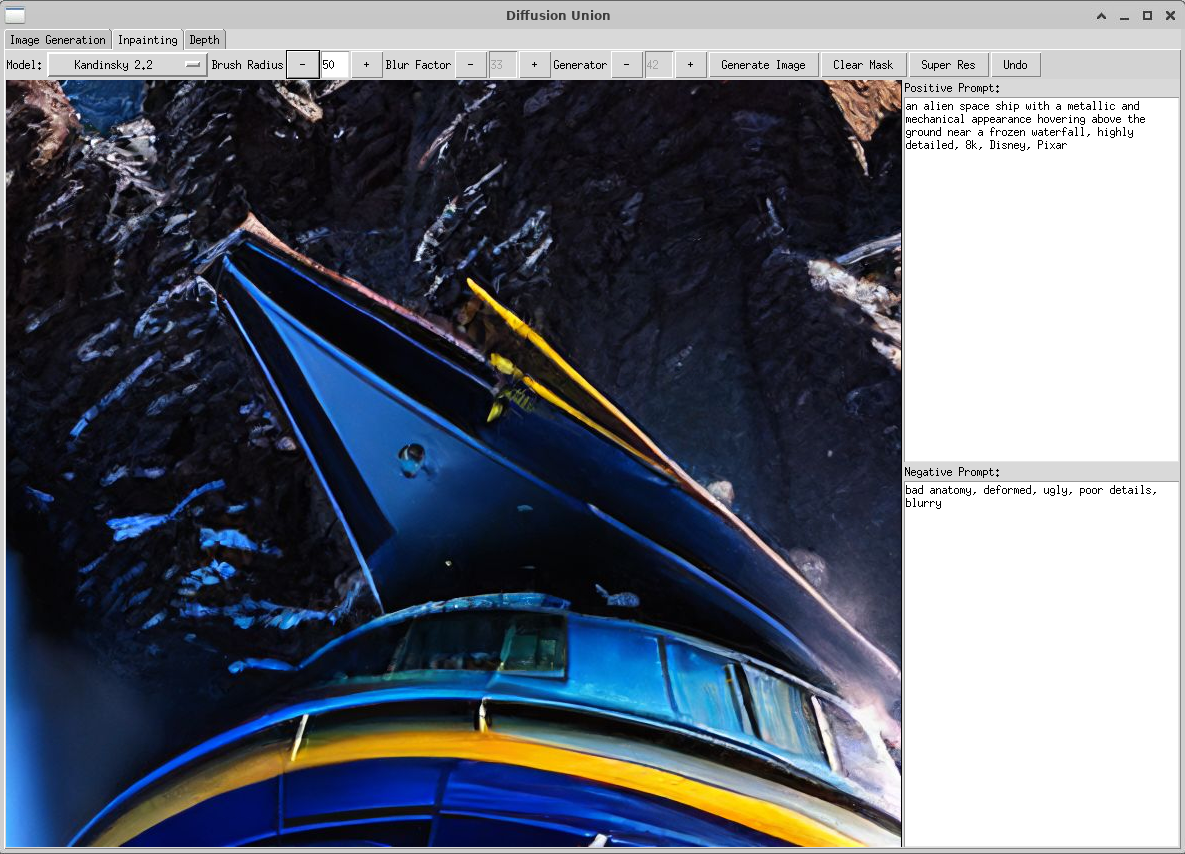 Diffusion Union
Image Generation Inpainting Depth
Model: Kandinsky 2.2 Brush Radius - 50 + Blur Factor - 33 + Generator - 42 + Generate Image Clear Mask Super Res Undo
Positive Prompt:
an alien space ship with a metallic and
mechanical appearance hovering above the
ground near a frozen waterfall, highly
detailed, 8k, Disney, Pixar
Negative Prompt:
bad anatomy, deformed, ugly, poor details,
blurry